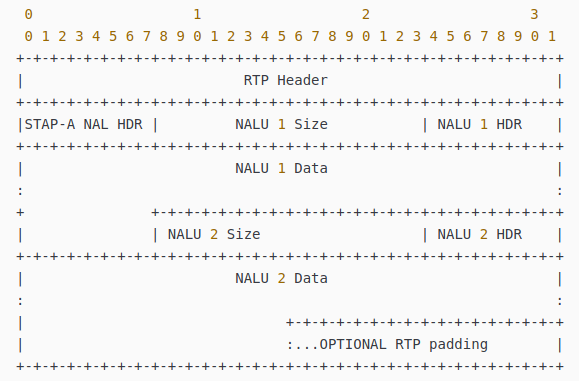 0                   1                   2                   3
 0 1 2 3 4 5 6 7 8 9 0 1 2 3 4 5 6 7 8 9 0 1 2 3 4 5 6 7 8 9 0 1
+-+-+-+-+-+-+-+-+-+-+-+-+-+-+-+-+-+-+-+-+-+-+-+-+-+-+-+-+-+-+-+-+
|                          RTP Header                           |
+-+-+-+-+-+-+-+-+-+-+-+-+-+-+-+-+-+-+-+-+-+-+-+-+-+-+-+-+-+-+-+-+
|STAP-A NAL HDR |         NALU 1 Size           | NALU 1 HDR    |
+-+-+-+-+-+-+-+-+-+-+-+-+-+-+-+-+-+-+-+-+-+-+-+-+-+-+-+-+-+-+-+-+
|                         NALU 1 Data                           |
:                                                               :
+               +-+-+-+-+-+-+-+-+-+-+-+-+-+-+-+-+-+-+-+-+-+-+-+-+
|               | NALU 2 Size                   | NALU 2 HDR    |
+-+-+-+-+-+-+-+-+-+-+-+-+-+-+-+-+-+-+-+-+-+-+-+-+-+-+-+-+-+-+-+-+
|                         NALU 2 Data                           |
:                                                               :
|                               +-+-+-+-+-+-+-+-+-+-+-+-+-+-+-+-+
|                               :...OPTIONAL RTP padding        |
+-+-+-+-+-+-+-+-+-+-+-+-+-+-+-+-+-+-+-+-+-+-+-+-+-+-+-+-+-+-+-+-+